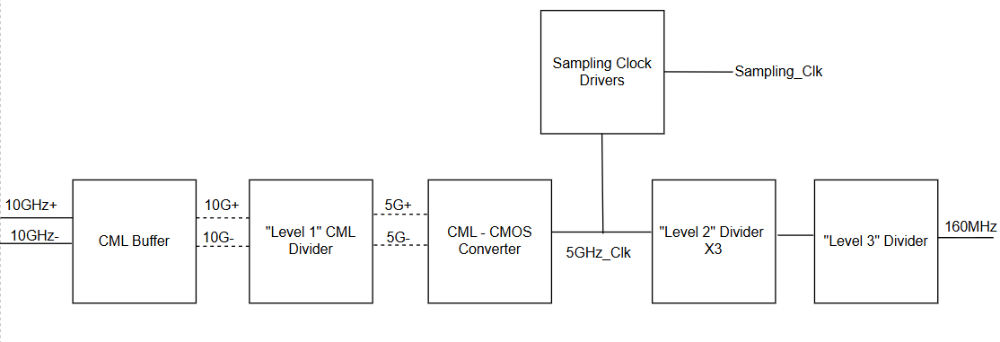 Sampling Clock
Drivers
Sampling_Clk
10GHz+
10GHz-
CML Buffer
10G+
10G-
"Level 1" CML
Divider
5G+
5G-
CML - CMOS
Converter
5GHz_Clk
"Level 2" Divider
X3
"Level 3" Divider
160MHz